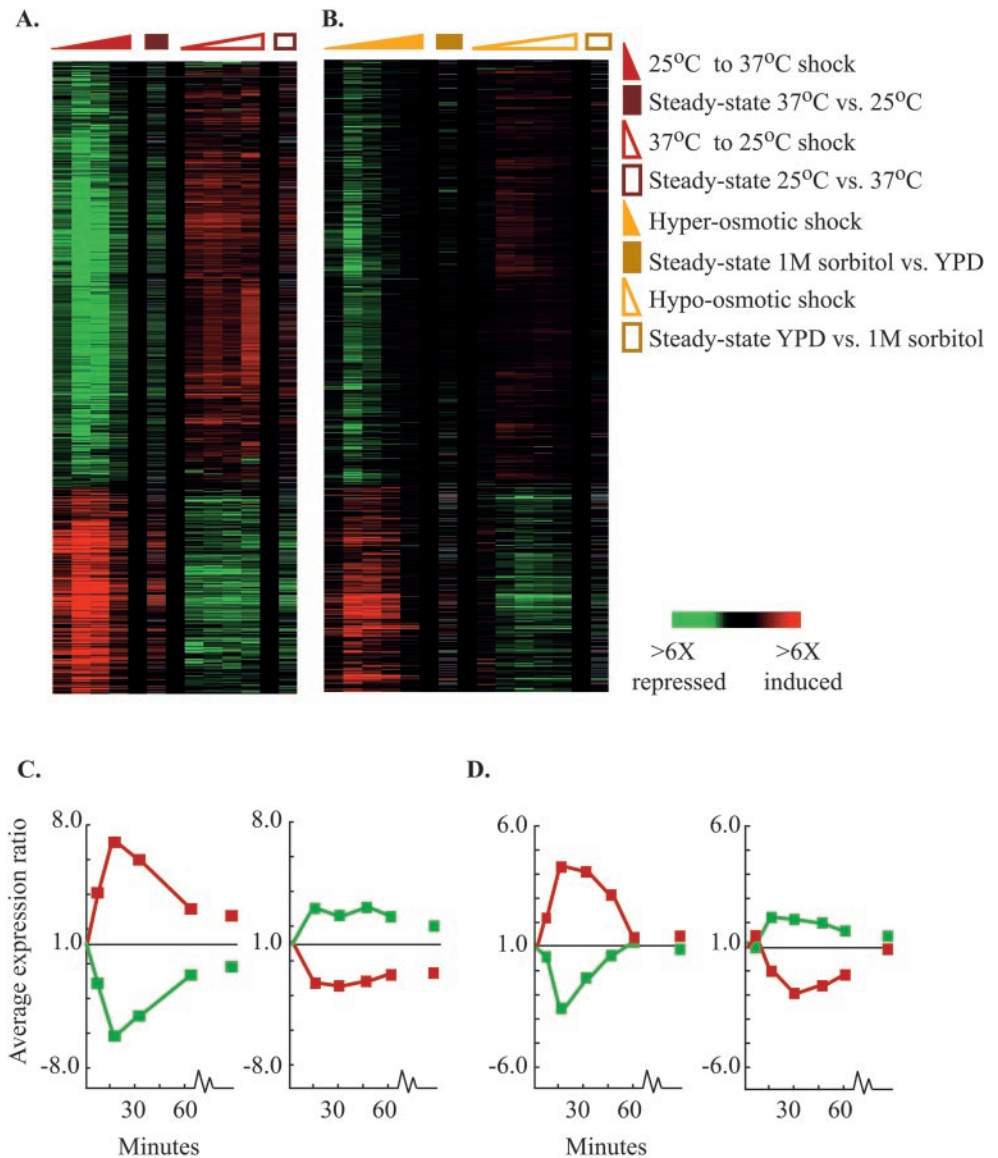 A.
B.
25°C to 37°C shock
Steady-state 37°C vs. 25°C
37°C to 25°C shock
Steady-state 25°C vs. 37°C
Hyper-osmotic shock
Steady-state 1M sorbitol vs. YPD
Hypo-osmotic shock
Steady-state YPD vs. 1M sorbitol
>6X >6X
repressed induced
C.
D.
Average expression ratio
8.0
1.0
-8.0
30 60
Minutes
8.0
1.0
-8.0
30 60
6.0
1.0
-6.0
30 60
Minutes
6.0
1.0
-6.0
30 60